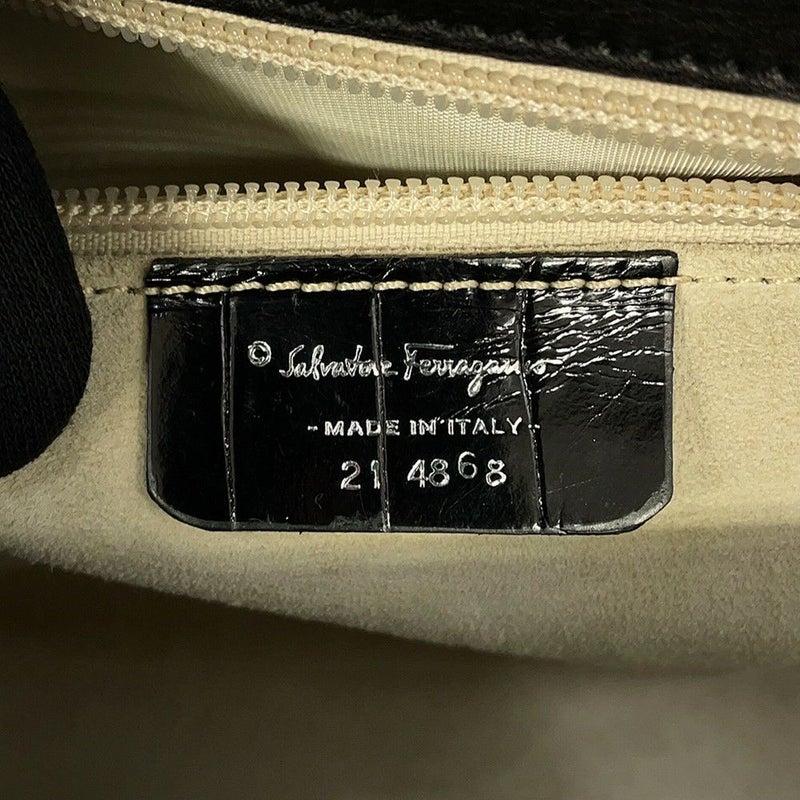 © Salvatore Ferragamo
- MADE IN ITALY -
21 4868